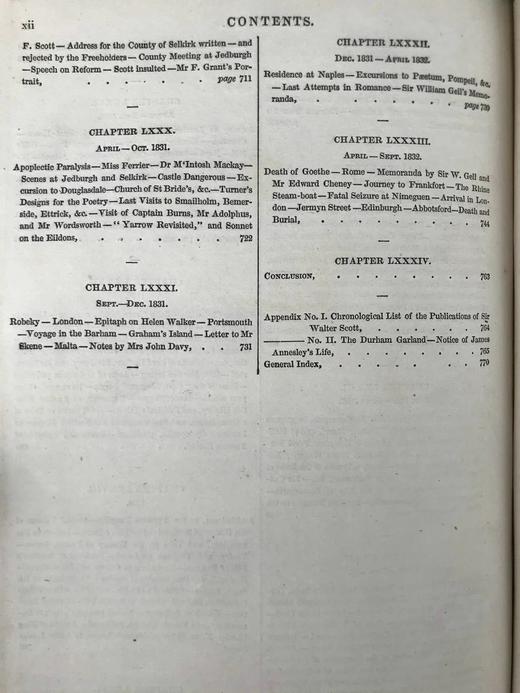 xii
CONTENTS.
F. Scott — Address for the County of Selkirk written — and
rejected by the Freeholders — County Meeting at Jedburgh
— Speech on Reform — Scott insulted — Mr F. Grant's Por-
trait, . . . . . . page 711
CHAPTER LXXX.
APRIL — OCT. 1831.
Apoplectic Paralysis — Miss Ferrier — Dr M'Intosh Mackay —
Scenes at Jedburgh and Selkirk — Castle Dangerous — Ex-
cursion to Douglasdale — Church of St Bride's, &c. — Turner's
Designs for the Poetry — Last Visits to Smailholm, Bemer-
side, Ettrick, &c. — Visit of Captain Burns, Mr Adolphus,
and Mr Wordsworth — "Yarrow Revisited," and Sonnet
on the Eildons, . . . . . . . 722
CHAPTER LXXXI.
SEPT. — DEC. 1831.
Rokeby — London — Epitaph on Helen Walker — Portsmouth
— Voyage in the Barham — Graham's Island — Letter to Mr
Skene — Malta — Notes by Mrs John Davy, . . 731
CHAPTER LXXXII.
DEC. 1831 — APRIL 1832.
Residence at Naples — Excursions to Pæstum, Pompeii, &c.
— Last Attempts in Romance — Sir William Gell's Memo-
randa, . . . . . . . page 739
CHAPTER LXXXIII.
APRIL — SEPT. 1832.
Death of Goethe — Rome — Memoranda by Sir W. Gell and
Mr Edward Cheney — Journey to Frankfort — The Rhine
Steam-boat — Fatal Seizure at Nimeguen — Arrival in Lon-
don — Jermyn Street — Edinburgh — Abbotsford — Death and
Burial, . . . . . . . . 744
CHAPTER LXXXIV.
CONCLUSION, . . . . . . . 763
Appendix No. I. Chronological List of the Publications of Sir
Walter Scott, . . . . . . 764
——— No. II. The Durham Garland — Notice of James
Annesley's Life, . . . . . . . 765
General Index, . . . . . . . 770